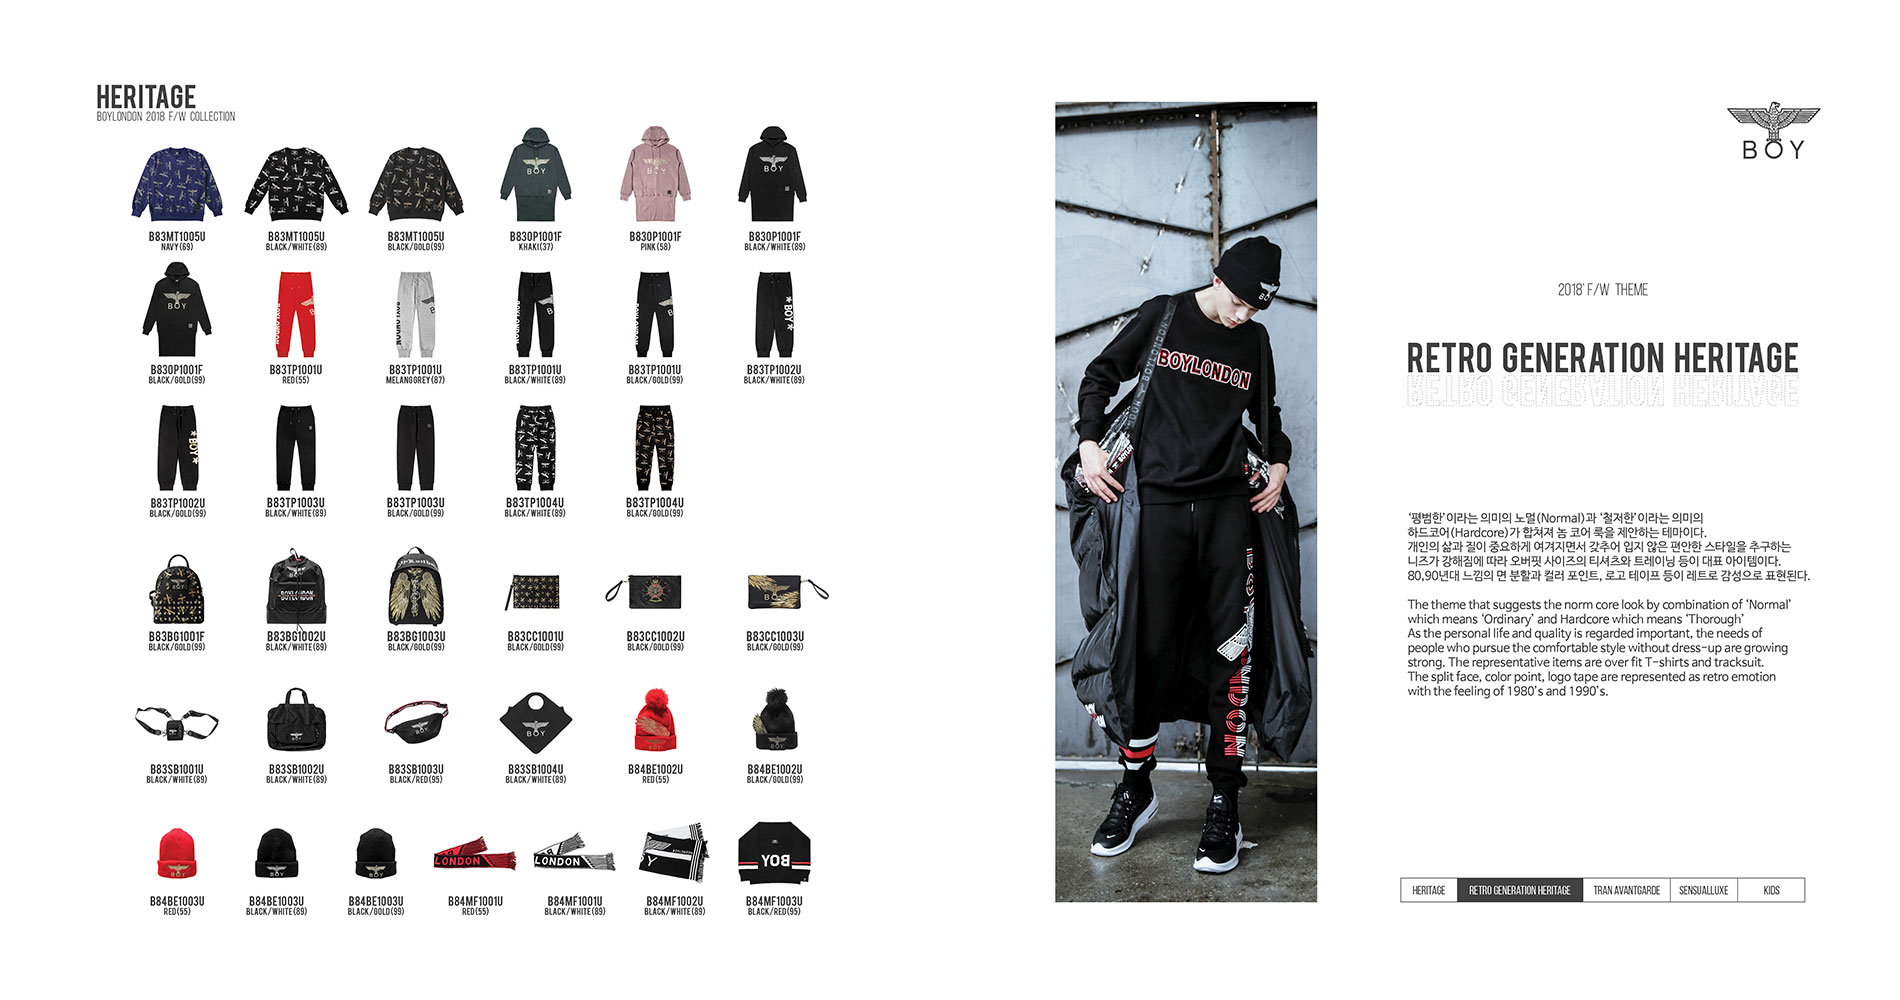 HERITAGE
BOYLONDON 2018 F/W COLLECTION
B83MT1005U
NAVY(69)
B83MT1005U
BLACK/WHITE(89)
B83MT1005U
BLACK/GOLD(99)
B83OP1001F
KHAKI(37)
B83OP1001F
PINK(58)
B83OP1001F
BLACK/WHITE(89)
B83OP1001F
BLACK/GOLD(99)
B83TP1001U
RED(55)
B83TP1001U
MELANGGREY(87)
B83TP1001U
BLACK/WHITE(89)
B83TP1001U
BLACK/GOLD(99)
B83TP1002U
BLACK/WHITE(89)
B83TP1002U
BLACK/GOLD(99)
B83TP1003U
BLACK/WHITE(89)
B83TP1003U
BLACK/GOLD(99)
B83TP1004U
BLACK/WHITE(89)
B83TP1004U
BLACK/GOLD(99)
B83BG1001F
BLACK/GOLD(99)
B83BG1002U
BLACK/WHITE(89)
B83BG1003U
BLACK/GOLD(99)
B83CC1001U
BLACK/GOLD(99)
B83CC1002U
BLACK/GOLD(99)
B83CC1003U
BLACK/GOLD(99)
B83SB1001U
BLACK/WHITE(89)
B83SB1002U
BLACK/WHITE(89)
B83SB1003U
BLACK/RED(95)
B83SB1004U
BLACK/WHITE(89)
B84BE1002U
RED(55)
B84BE1002U
BLACK/GOLD(99)
LONDON
LONDON
BOY
B84BE1003U
RED(55)
B84BE1003U
BLACK/WHITE(89)
B84BE1003U
BLACK/GOLD(99)
B84MF1001U
RED(55)
B84MF1001U
BLACK/WHITE(89)
B84MF1002U
BLACK/WHITE(89)
B84MF1003U
BLACK/RED(95)
BOY
BOYLONDON
BOY
2018' F/W THEME
RETRO GENERATION HERITAGE
RETRO GENERATION HERITAGE
‘평범한’이라는 의미의 노멀(Normal)과 ‘철저한’이라는 의미의
하드코어(Hardcore)가 합쳐져 놈 코어 룩을 제안하는 테마이다.
개인의 삶과 질이 중요하게 여겨지면서 갖추어 입지 않은 편안한 스타일을 추구하는
니즈가 강해짐에 따라 오버핏 사이즈의 티셔츠와 트레이닝 등이 대표 아이템이다.
80,90년대 느낌의 면 분할과 컬러 포인트, 로고 테이프 등이 레트로 감성으로 표현된다.
The theme that suggests the norm core look by combination of ‘Normal’
which means ‘Ordinary’ and Hardcore which means ‘Thorough’
As the personal life and quality is regarded important, the needs of
people who pursue the comfortable style without dress-up are growing
strong. The representative items are over fit T-shirts and tracksuit.
The split face, color point, logo tape are represented as retro emotion
with the feeling of 1980’s and 1990’s.
HERITAGE
RETRO GENERATION HERITAGE
TRAN AVANTGARDE
SENSUALLUXE
KIDS